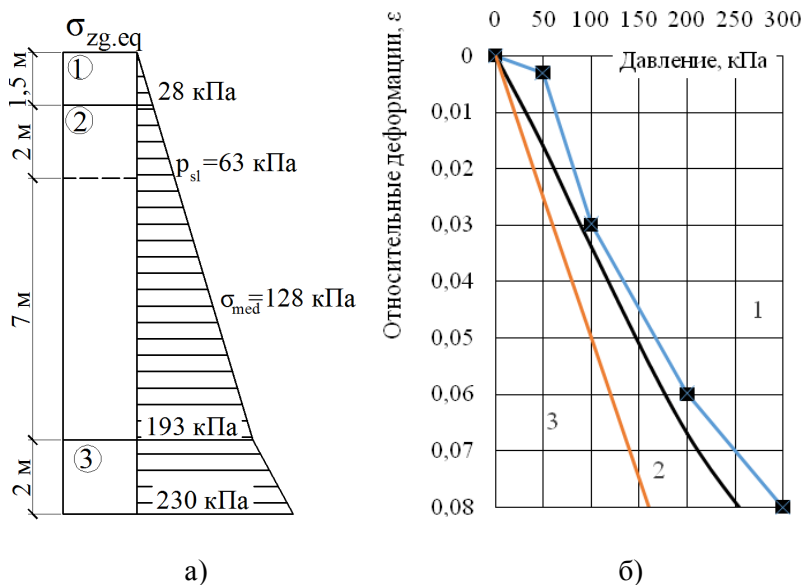 σzg.eq
1
28 кПа
1,5 м
2
2 м
psl=63 кПа
7 м
σmed=128 кПа
193 кПа
3
2 м
230 кПа
а)
0 50 100 150 200 250 300
Давление, кПа
Относительные деформации, ε
0
0,01
0,02
0,03
0,04
0,05
0,06
0,07
0,08
1
3
2
б)